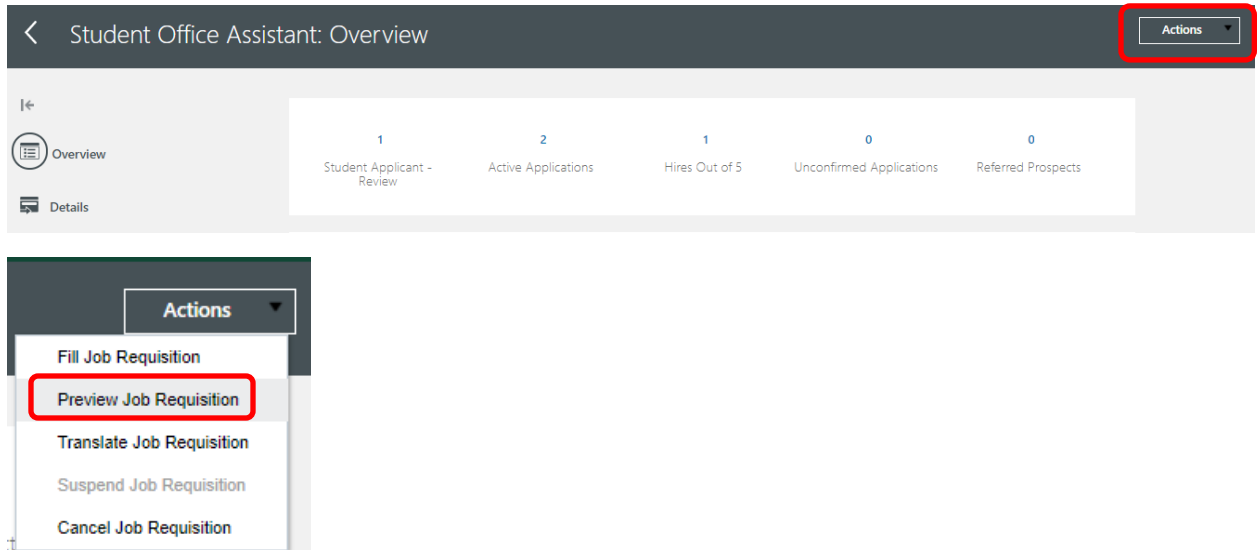 Student Office Assistant: Overview
Actions
Overview
Details
1
Student Applicant -
Review
2
Active Applications
1
Hires Out of 5
0
Unconfirmed Applications
0
Referred Prospects
Actions
Fill Job Requisition
Preview Job Requisition
Translate Job Requisition
Suspend Job Requisition
Cancel Job Requisition